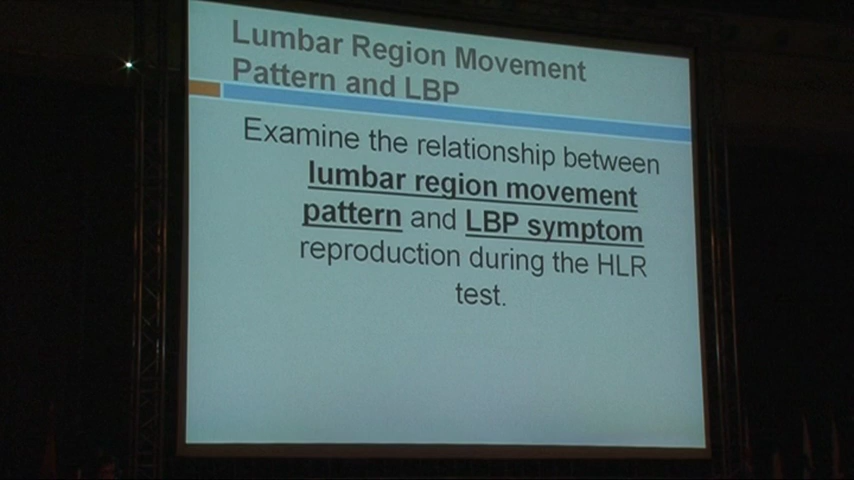 Lumbar Region Movement
Pattern and LBP
Examine the relationship between
lumbar region movement
pattern and LBP symptom
reproduction during the HLR
test.